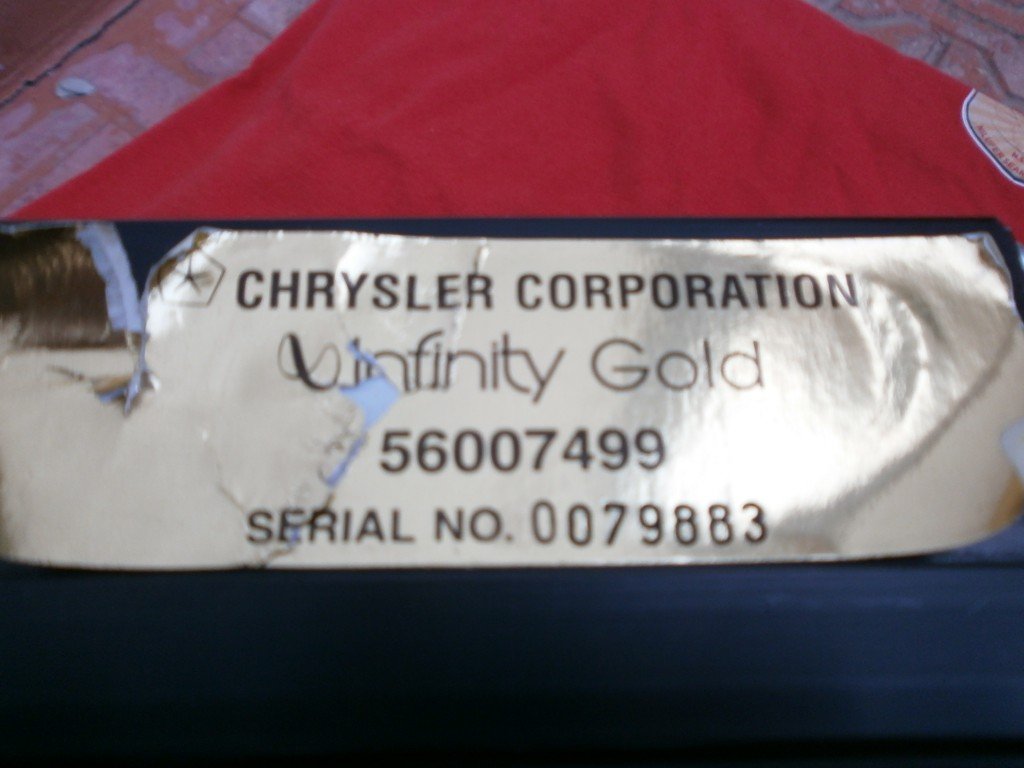 CHRYSLER CORPORATION
infinity Gold
56007499
SERIAL NO. 0079883